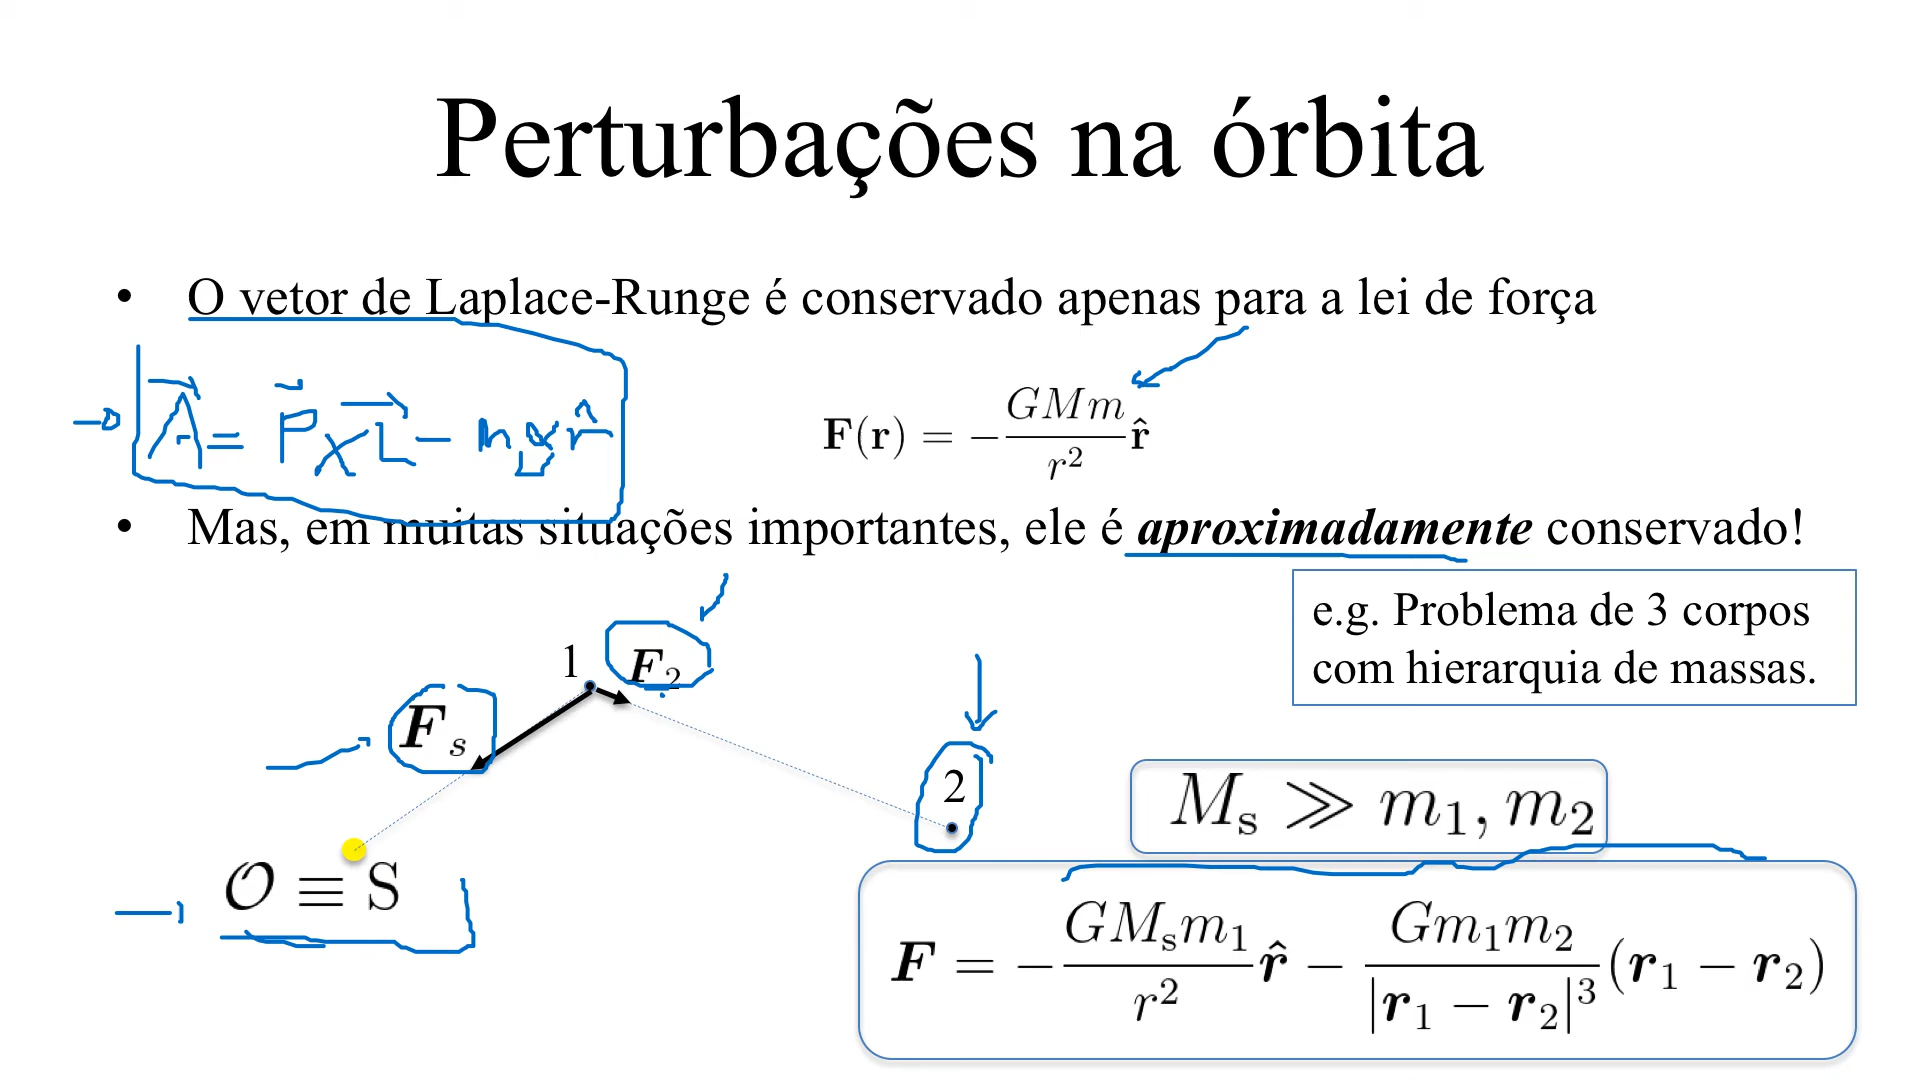 Perturbações na órbita
• O vetor de Laplace-Runge é conservado apenas para a lei de força
A = P × L − m α r̂
F(r) = − GMm / r² r̂
• Mas, em muitas situações importantes, ele é aproximadamente conservado!
e.g. Problema de 3 corpos
com hierarquia de massas.
1
F₂
Fₛ
2
Mₛ ≫ m₁, m₂
𝒪 ≡ S
F = − GMₛm₁ / r² r̂ − Gm₁m₂ / |r₁ − r₂|³ (r₁ − r₂)